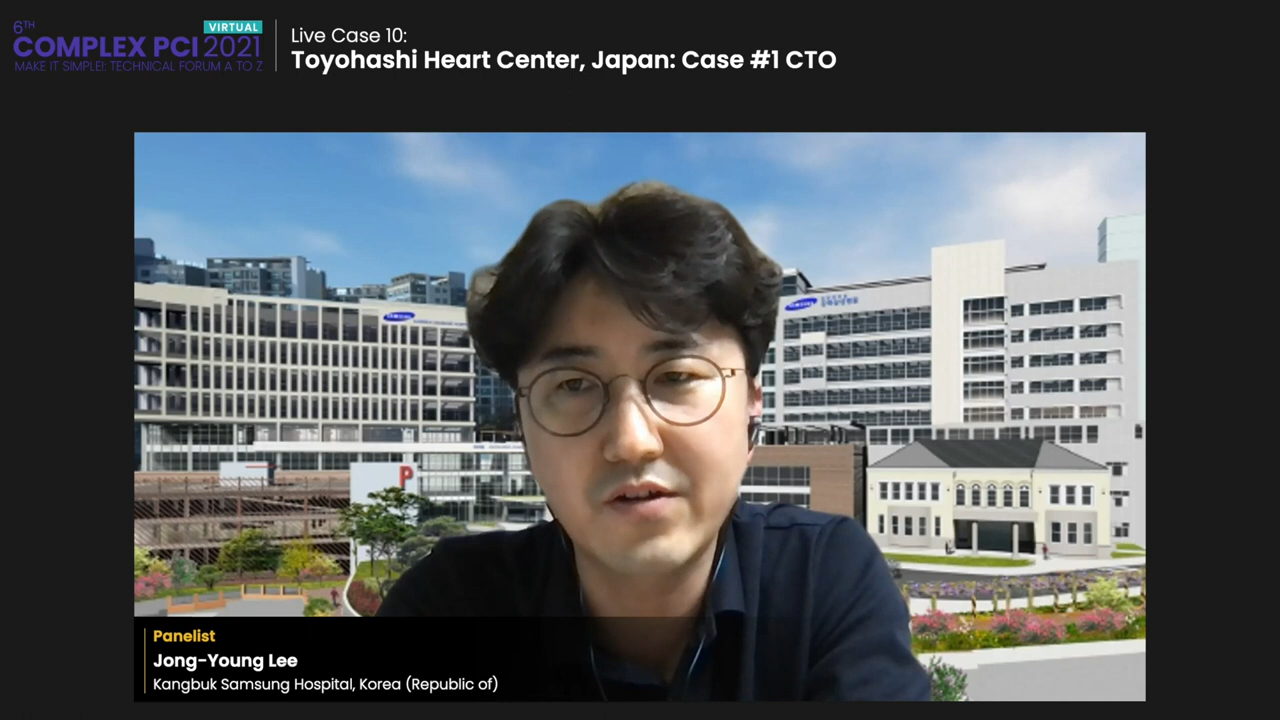 6TH
VIRTUAL
COMPLEX PCI 2021
MAKE IT SIMPLE!: TECHNICAL FORUM A TO Z
Live Case 10:
Toyohashi Heart Center, Japan: Case #1 CTO
SAMSUNG
SAMSUNG
P
Panelist
Jong-Young Lee
Kangbuk Samsung Hospital, Korea (Republic of)